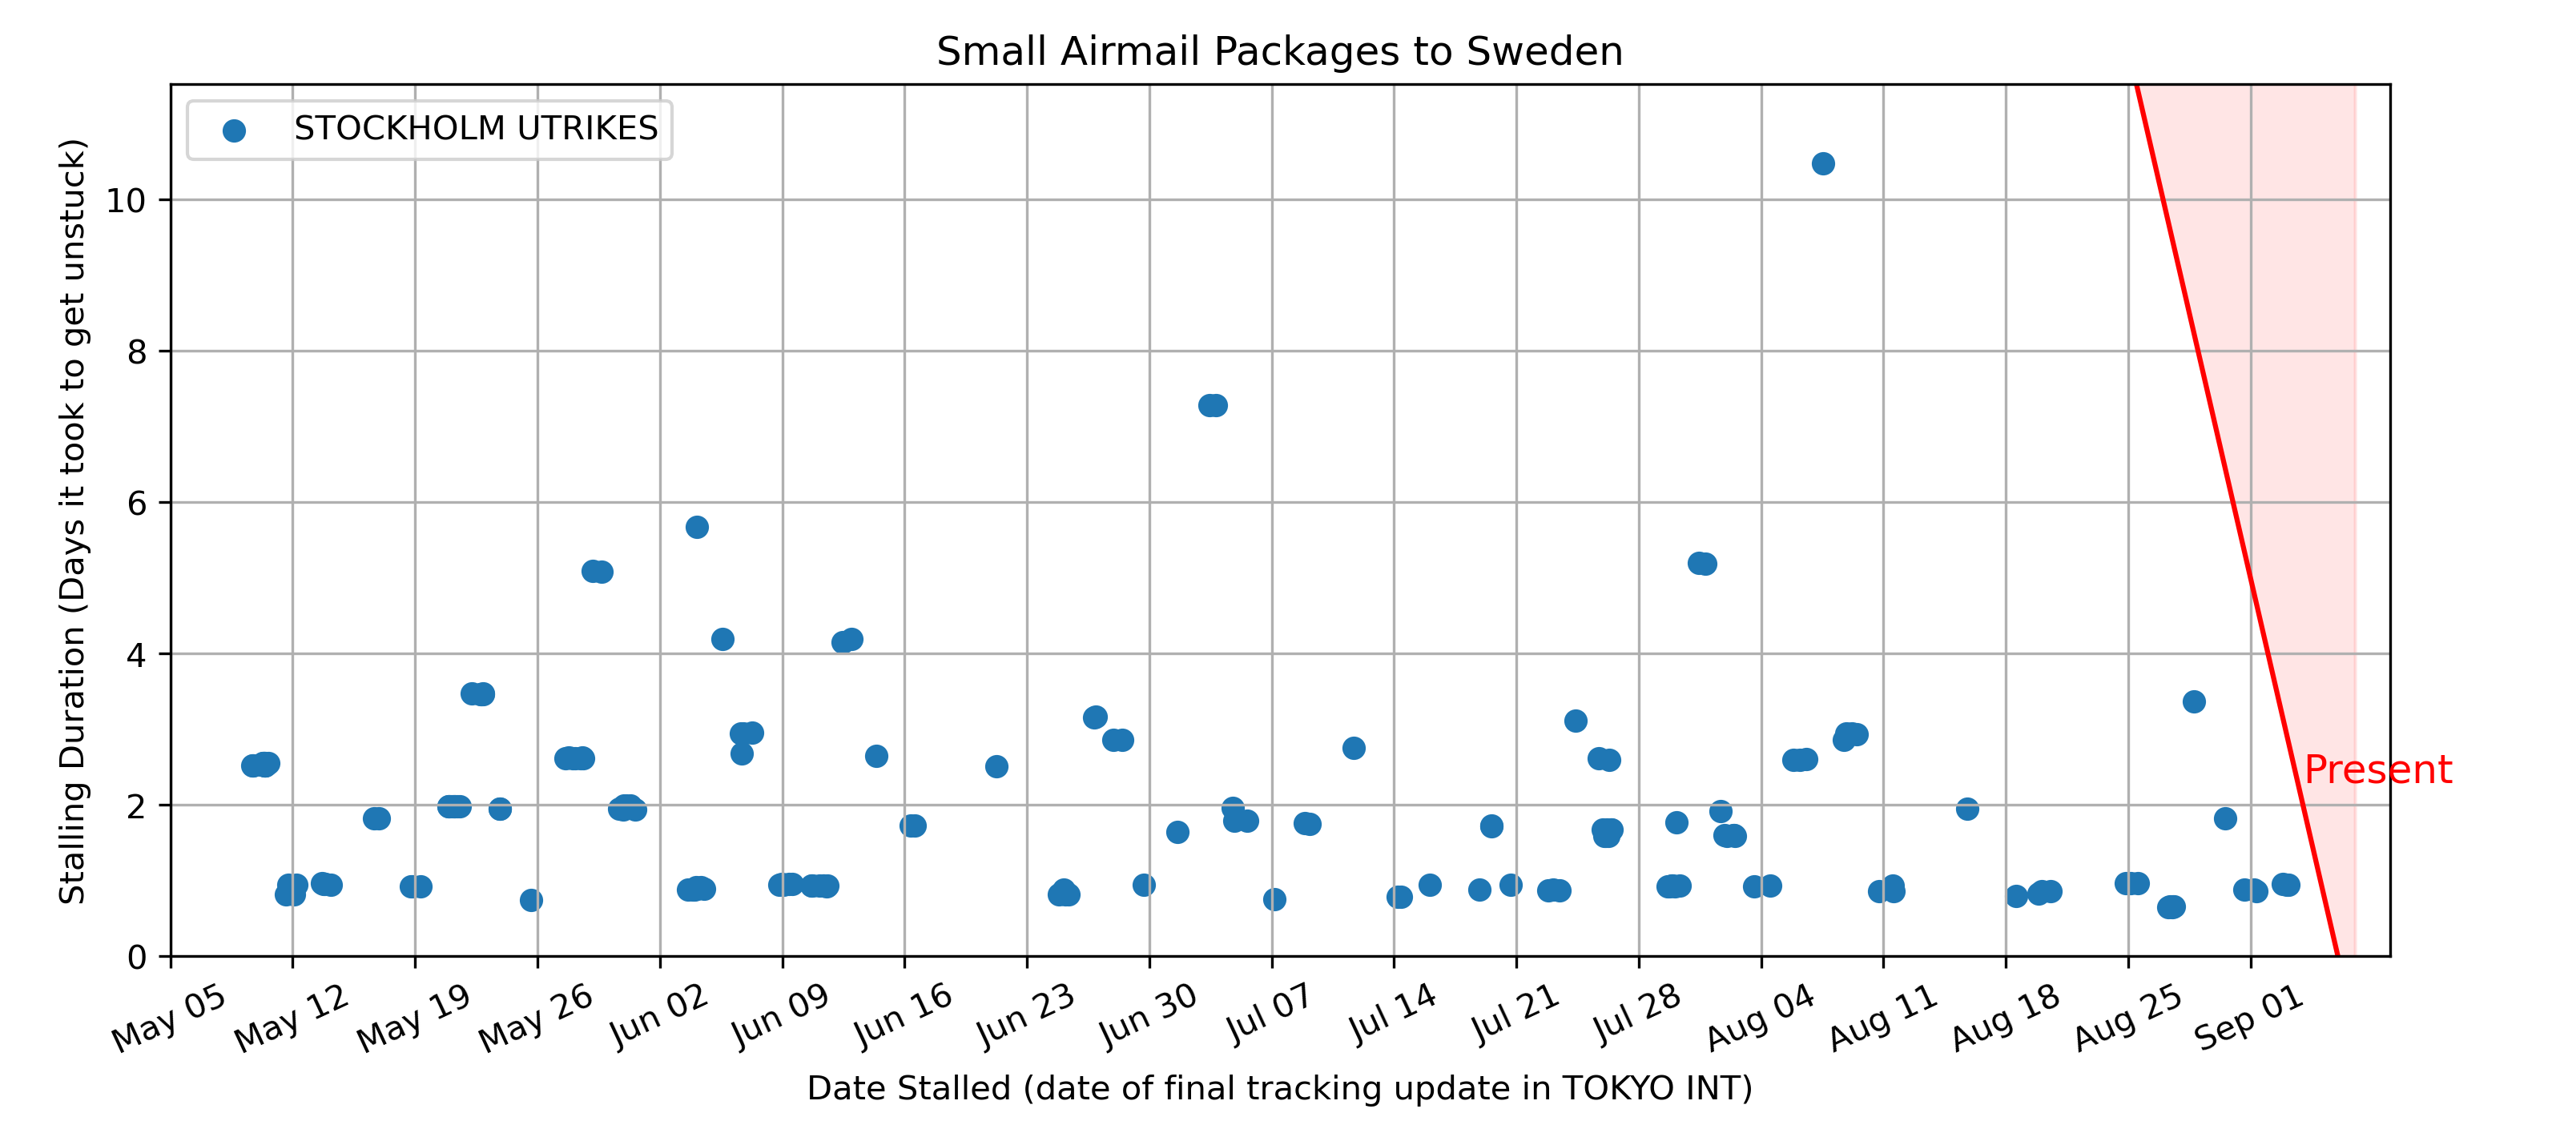 Small Airmail Packages to Sweden
STOCKHOLM UTRIKES
Stalling Duration (Days it took to get unstuck)
10
8
6
4
2
0
Present
May 05
May 12
May 19
May 26
Jun 02
Jun 09
Jun 16
Jun 23
Jun 30
Jul 07
Jul 14
Jul 21
Jul 28
Aug 04
Aug 11
Aug 18
Aug 25
Sep 01
Date Stalled (date of final tracking update in TOKYO INT)